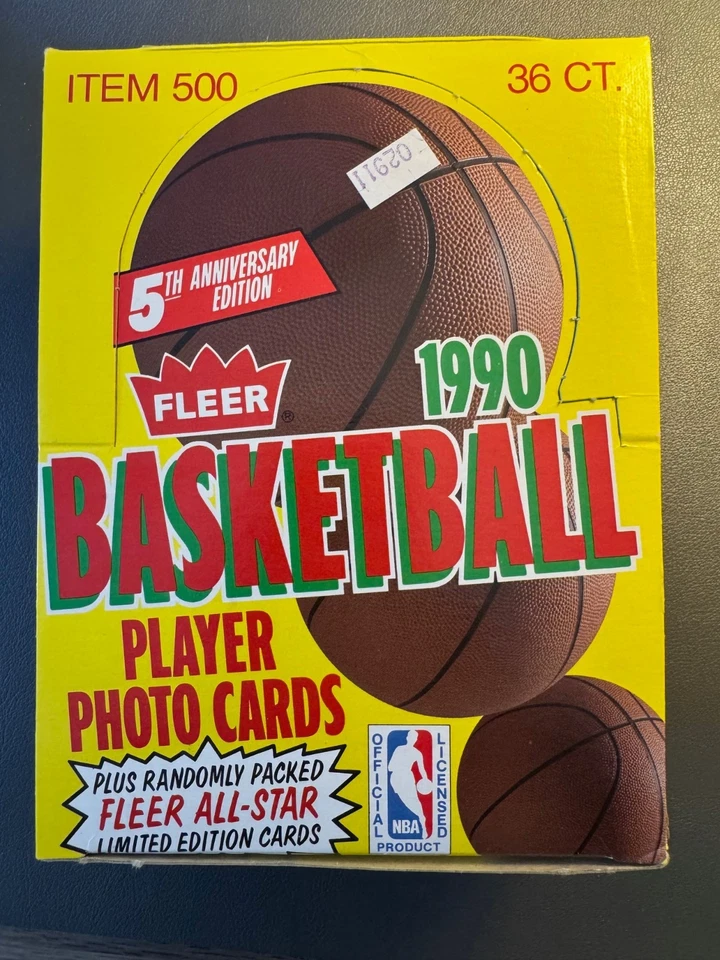 ITEM 500
36 CT.
02911
5TH ANNIVERSARY
EDITION
FLEER®
1990
BASKETBALL
PLAYER
PHOTO CARDS
PLUS RANDOMLY PACKED
FLEER ALL-STAR
LIMITED EDITION CARDS
OFFICIAL
LICENSED
NBA
PRODUCT